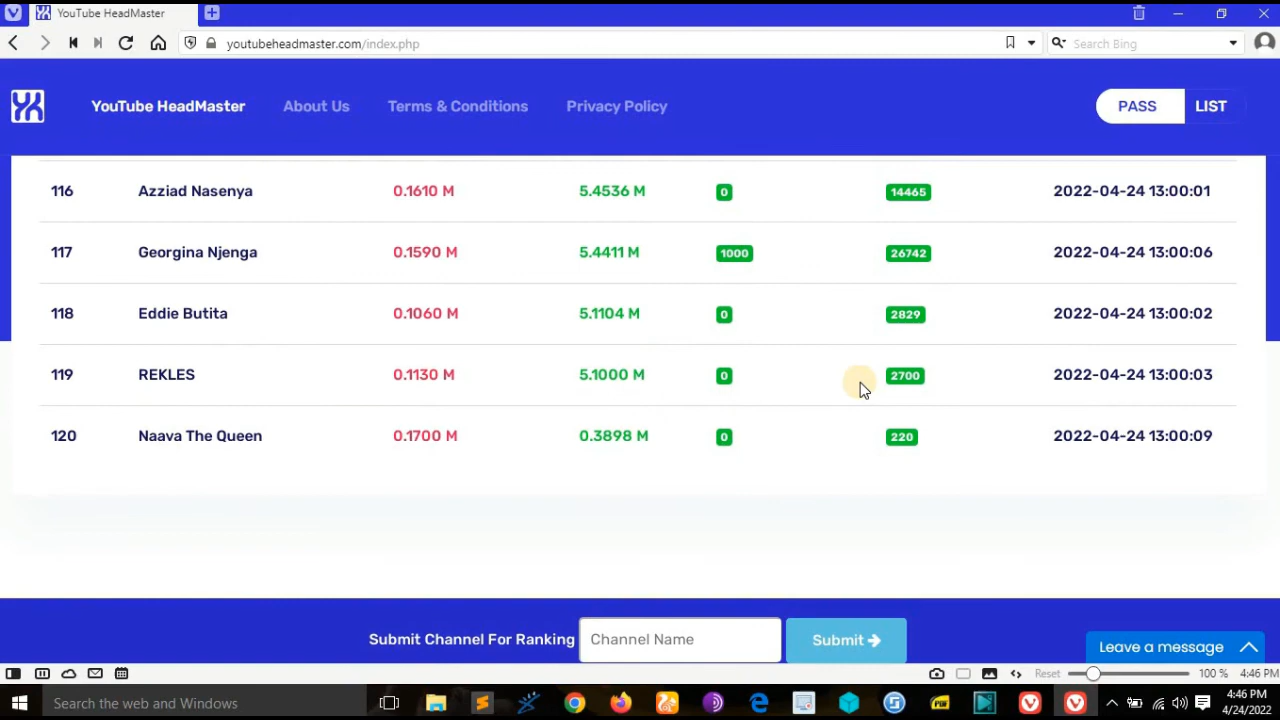 YouTube HeadMaster
youtubeheadmaster.com/index.php
Search Bing
YouTube HeadMaster About Us Terms & Conditions Privacy Policy PASS LIST
116 Azziad Nasenya 0.1610 M 5.4536 M 0 14465 2022-04-24 13:00:01
117 Georgina Njenga 0.1590 M 5.4411 M 1000 26742 2022-04-24 13:00:06
118 Eddie Butita 0.1060 M 5.1104 M 0 2829 2022-04-24 13:00:02
119 REKLES 0.1130 M 5.1000 M 0 2700 2022-04-24 13:00:03
120 Naava The Queen 0.1700 M 0.3898 M 0 220 2022-04-24 13:00:09
Submit Channel For Ranking Channel Name Submit
Leave a message
Reset 100 % 4:46 PM
Search the web and Windows
4:46 PM
4/24/2022